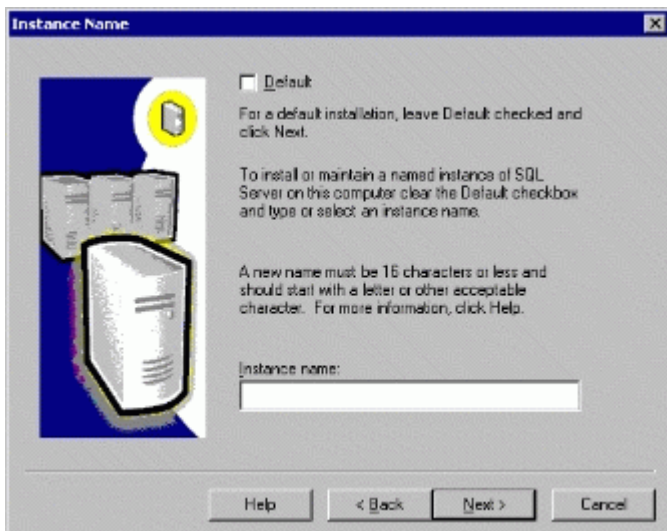 Instance Name
Default
For a default installation, leave Default checked and
click Next.
To install or maintain a named instance of SQL
Server on this computer clear the Default checkbox
and type or select an instance name.
A new name must be 16 characters or less and
should start with a letter or other acceptable
character. For more information, click Help.
Instance name:
Help
< Back
Next >
Cancel